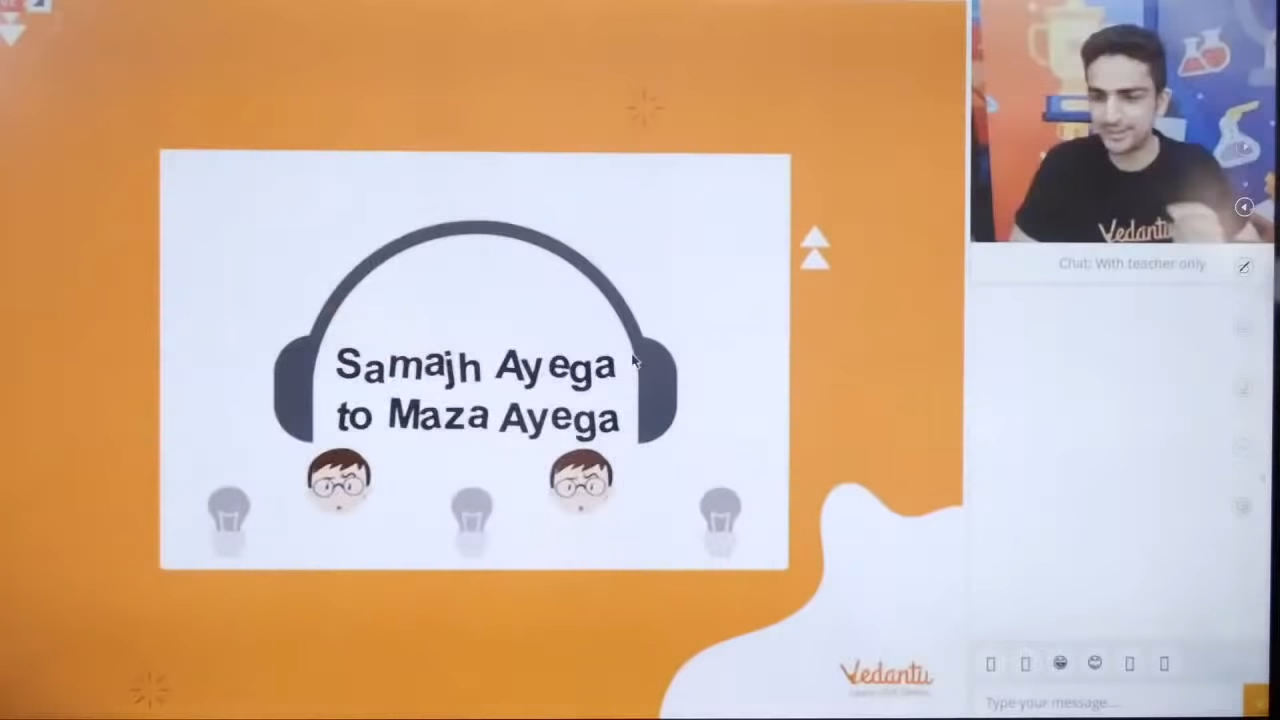 Samajh Ayega
to Maza Ayega
Vedantu
Vedantu
Chat: With teacher only
Type your message....